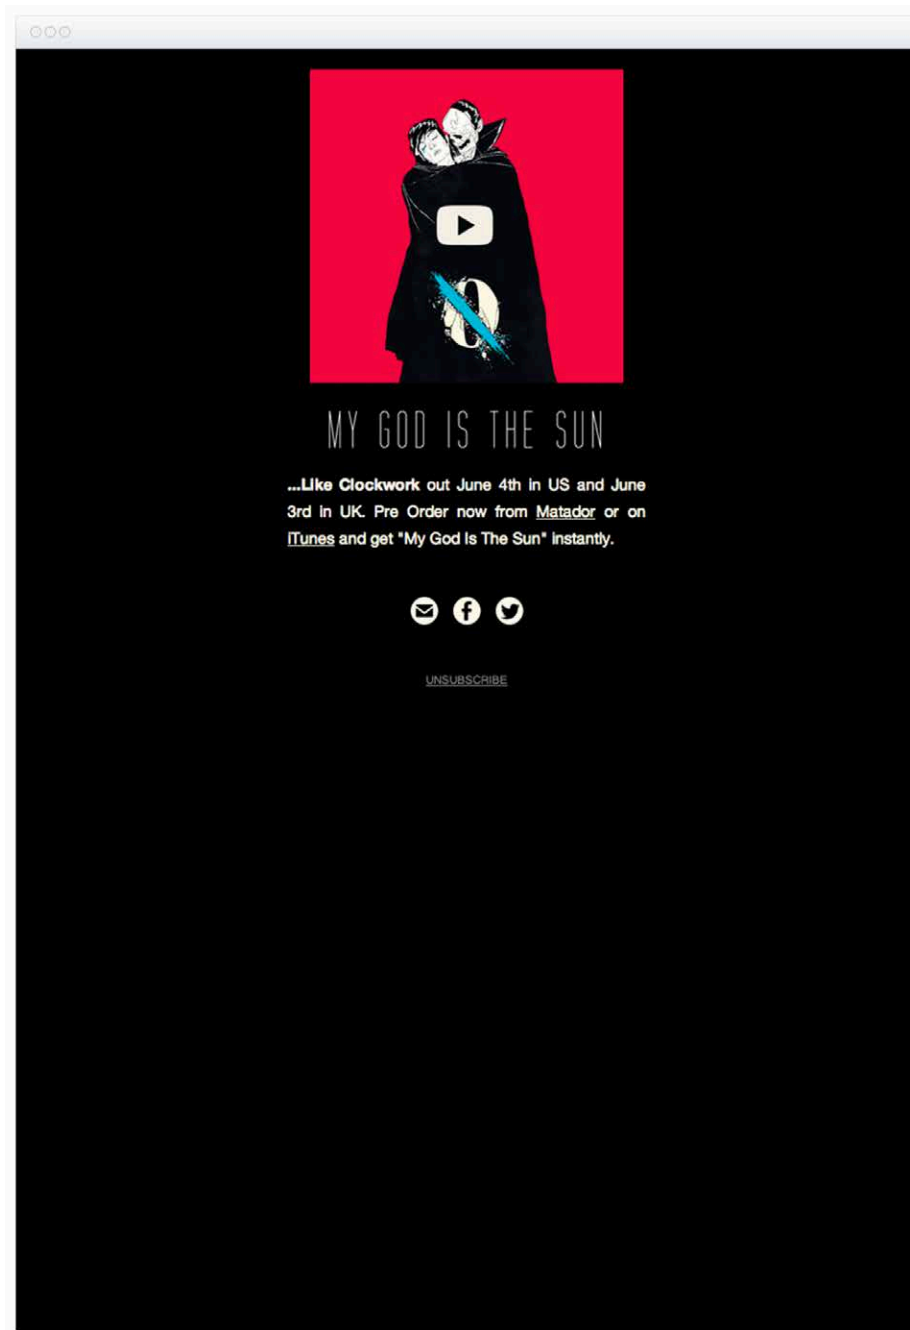 MY GOD IS THE SUN
...Like Clockwork out June 4th in US and June
3rd in UK. Pre Order now from Matador or on
iTunes and get "My God Is The Sun" instantly.
UNSUBSCRIBE